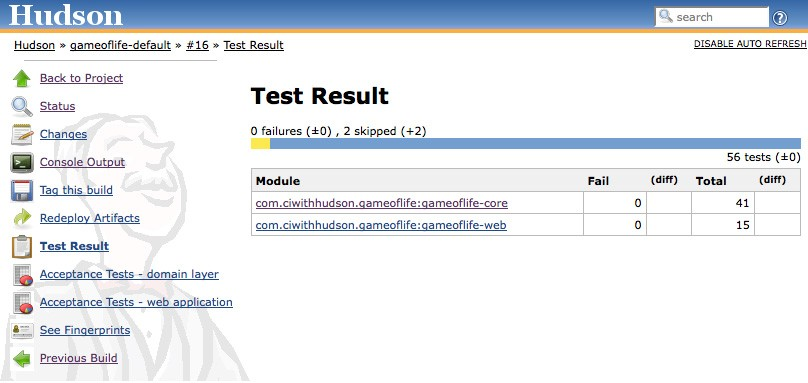 Hudson
search
Hudson » gameoflife-default » #16 » Test Result
DISABLE AUTO REFRESH
Back to Project
Status
Changes
Console Output
Tag this build
Redeploy Artifacts
Test Result
Acceptance Tests - domain layer
Acceptance Tests - web application
See Fingerprints
Previous Build
Test Result
0 failures (±0) , 2 skipped (+2)
56 tests (±0)
Module Fail (diff) Total (diff)
com.ciwithhudson.gameoflife:gameoflife-core 0 41
com.ciwithhudson.gameoflife:gameoflife-web 0 15